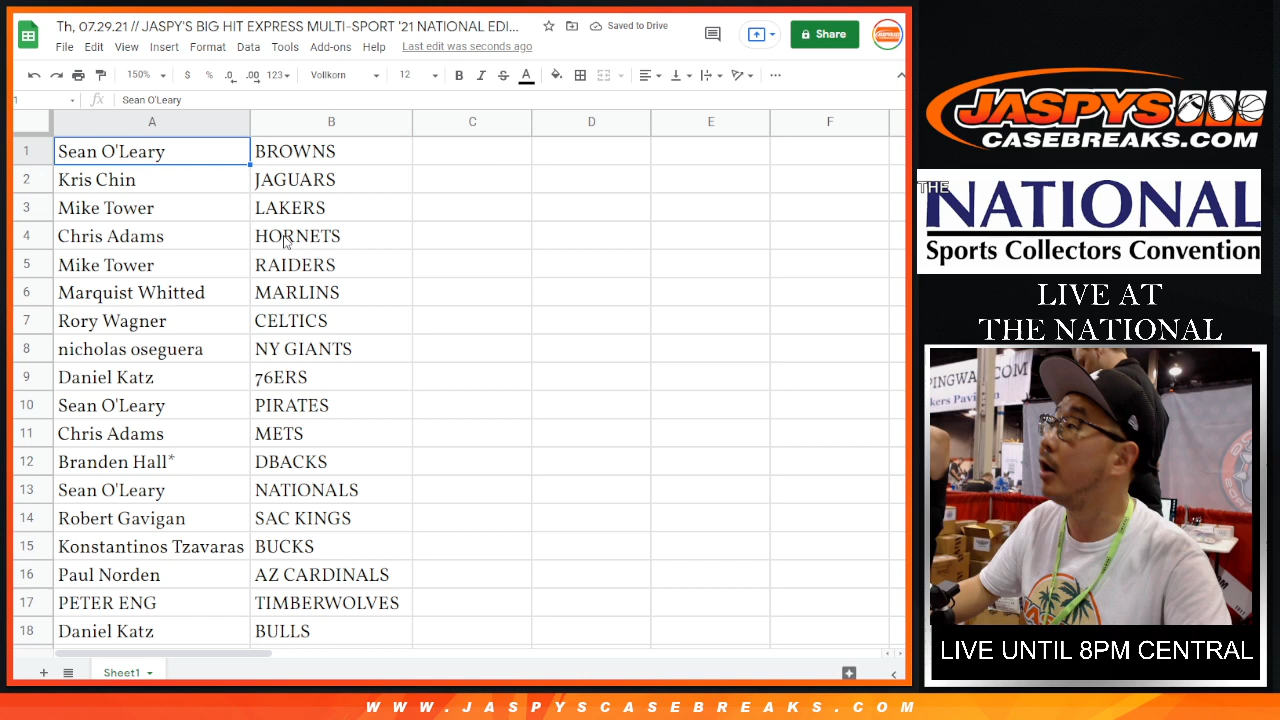 Th, 07.29.21 // JASPY'S BIG HIT EXPRESS MULTI-SPORT '21 NATIONAL EDI...
Saved to Drive
Share
File Edit View Insert Format Data Tools Add-ons Help Last edit was seconds ago
150% $ % .0 .00 123 Vollkorn 12 B I S A
1 fx Sean O'Leary
A B C D E F
1 Sean O'Leary BROWNS
2 Kris Chin JAGUARS
3 Mike Tower LAKERS
4 Chris Adams HORNETS
5 Mike Tower RAIDERS
6 Marquist Whitted MARLINS
7 Rory Wagner CELTICS
8 nicholas oseguera NY GIANTS
9 Daniel Katz 76ERS
10 Sean O'Leary PIRATES
11 Chris Adams METS
12 Branden Hall* DBACKS
13 Sean O'Leary NATIONALS
14 Robert Gavigan SAC KINGS
15 Konstantinos Tzavaras BUCKS
16 Paul Norden AZ CARDINALS
17 PETER ENG TIMBERWOLVES
18 Daniel Katz BULLS
Sheet1
JASPYS
CASEBREAKS.COM
THE
NATIONAL
Sports Collectors Convention
LIVE AT
THE NATIONAL
PINGWA .COM
kers Pavilion
LIVE UNTIL 8PM CENTRAL
WWW.JASPYSCASEBREAKS.COM